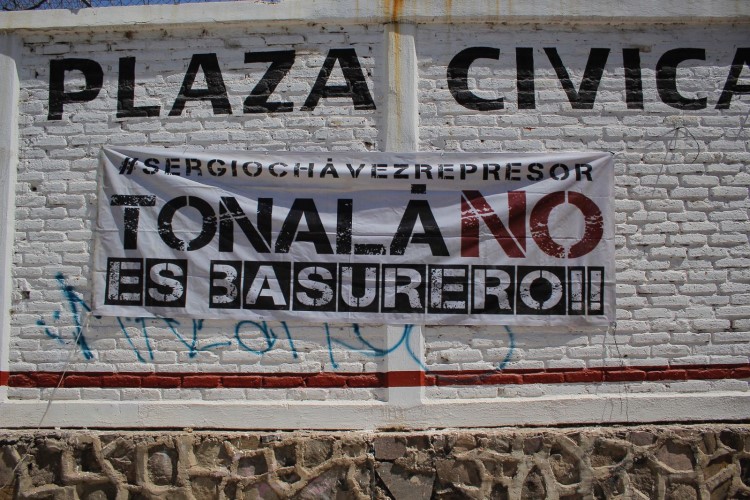 PLAZA CIVICA
#SERGIOCHÁVEZREPRESOR
TONALÁ NO
ES BASURERO!!